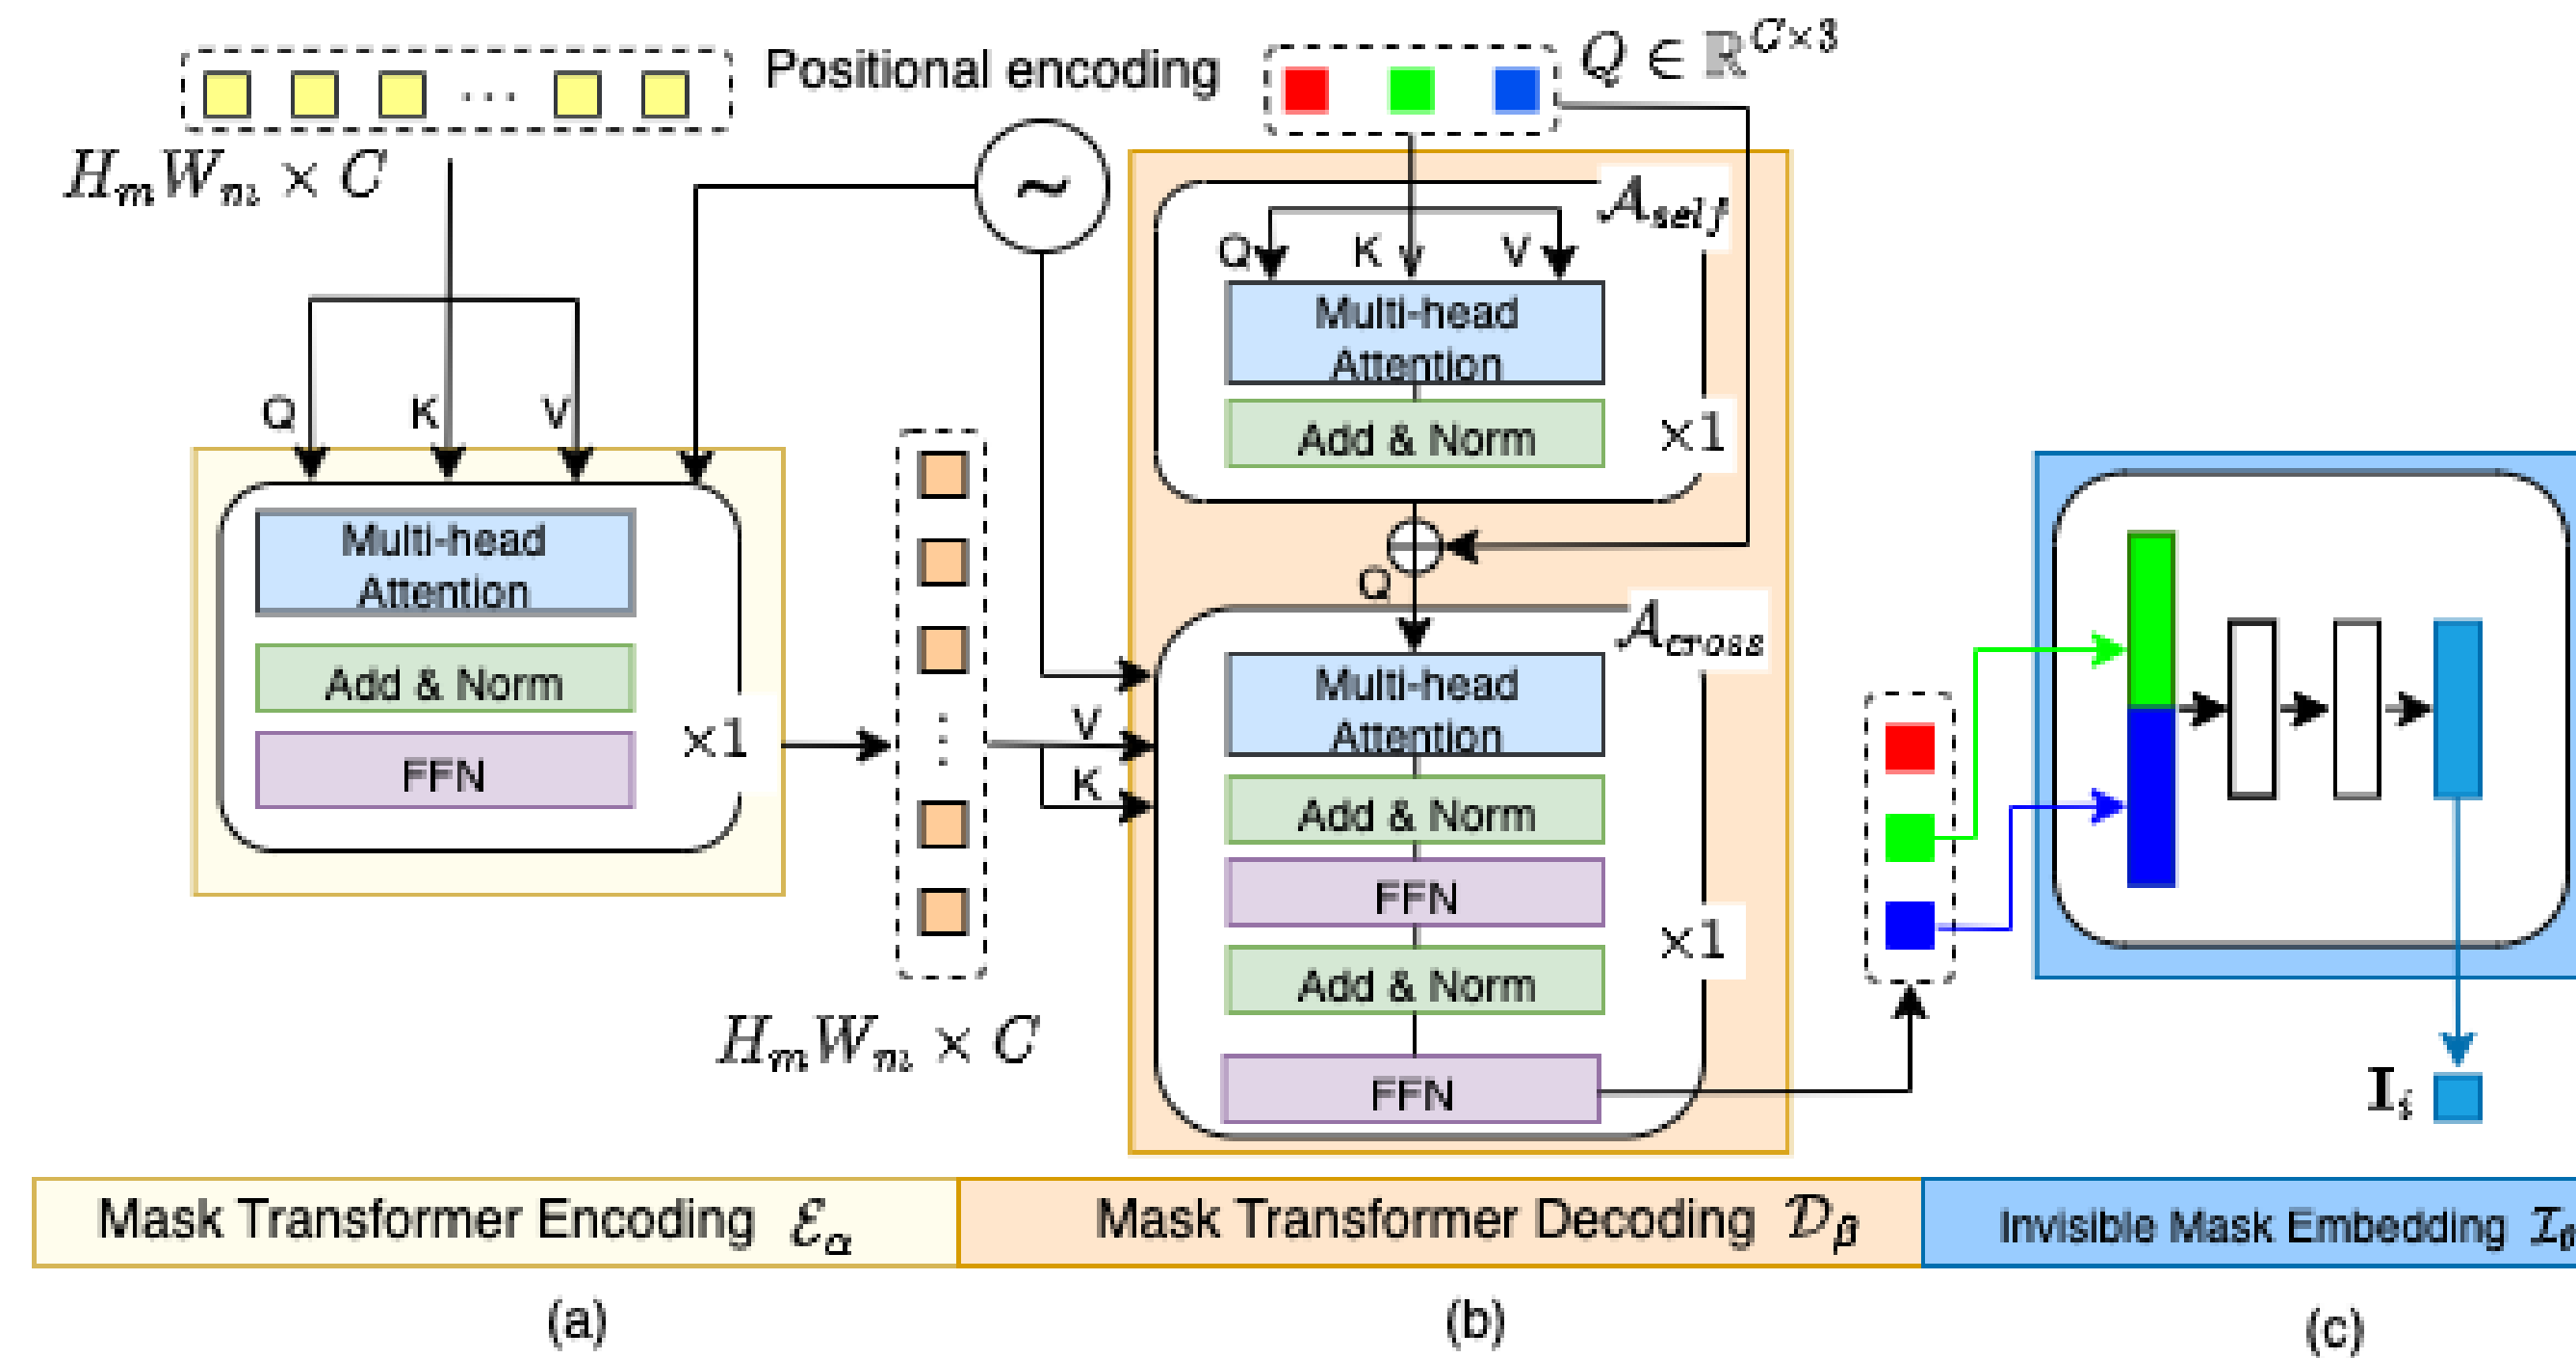 Positional encoding
Q ∈ ℝ^{C×3}
H_m W_m × C
~
𝒜_self
Q K V
Multi-head
Attention
Add & Norm
×1
Q K V
Multi-head
Attention
Add & Norm
FFN
×1
H_m W_m × C
Q
𝒜_cross
V
K
Multi-head
Attention
Add & Norm
FFN
Add & Norm
FFN
×1
I_i
Mask Transformer Encoding ℰ_α
Mask Transformer Decoding 𝒟_β
Invisible Mask Embedding
(a)
(b)
(c)